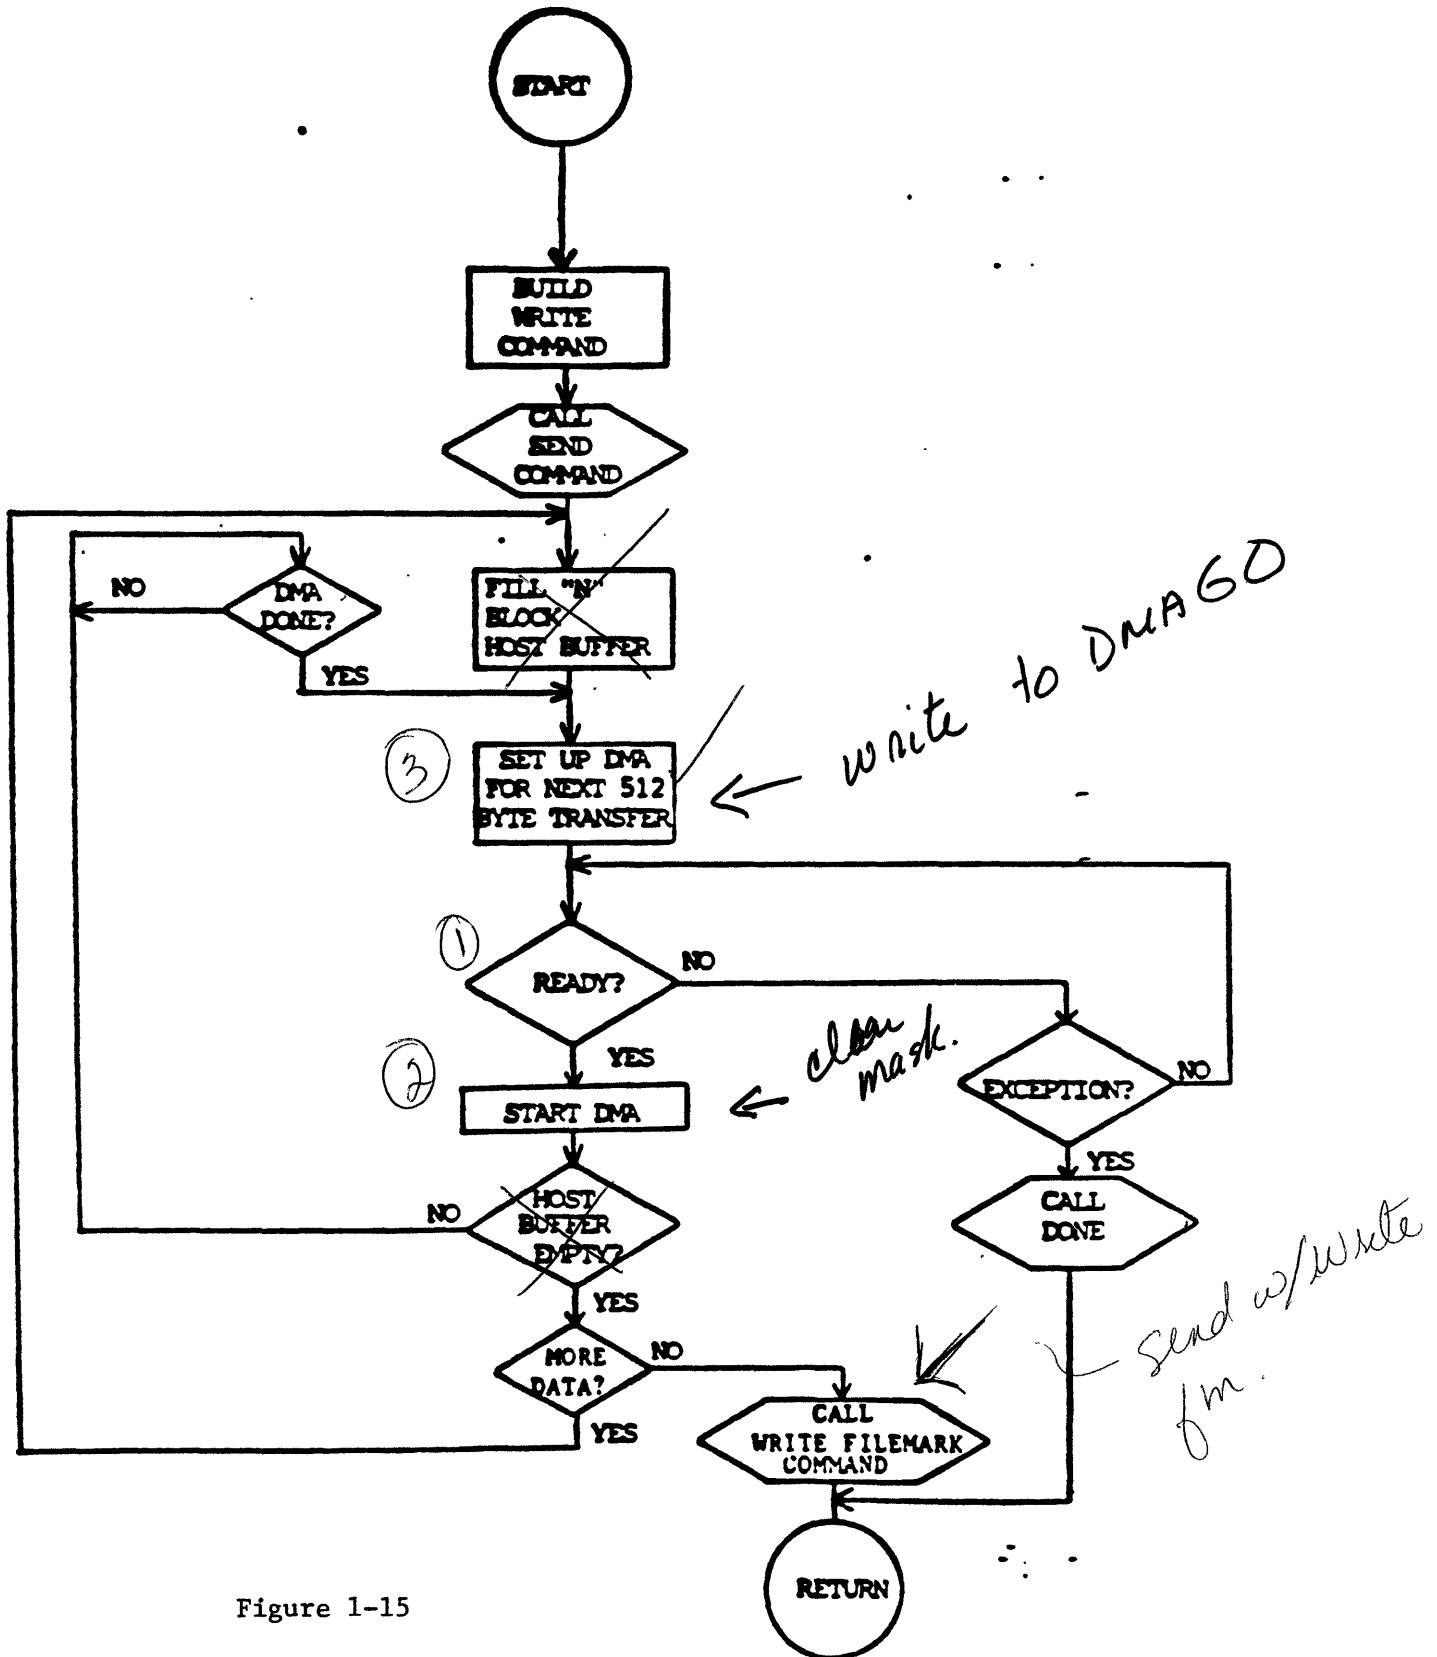 START
BUILD
WRITE
COMMAND
CALL
SEND
COMMAND
NO
DMA
DONE?
YES
FILL "N"
BLOCK
HOST BUFFER
write to DMAGO
3
SET UP DMA
FOR NEXT 512
BYTE TRANSFER
1
READY?
NO
YES
clear
mask.
2
START DMA
EXCEPTION?
NO
YES
CALL
DONE
NO
HOST
BUFFER
EMPTY?
YES
send w/write
fm.
MORE
DATA?
NO
YES
CALL
WRITE FILEMARK
COMMAND
RETURN
Figure 1-15